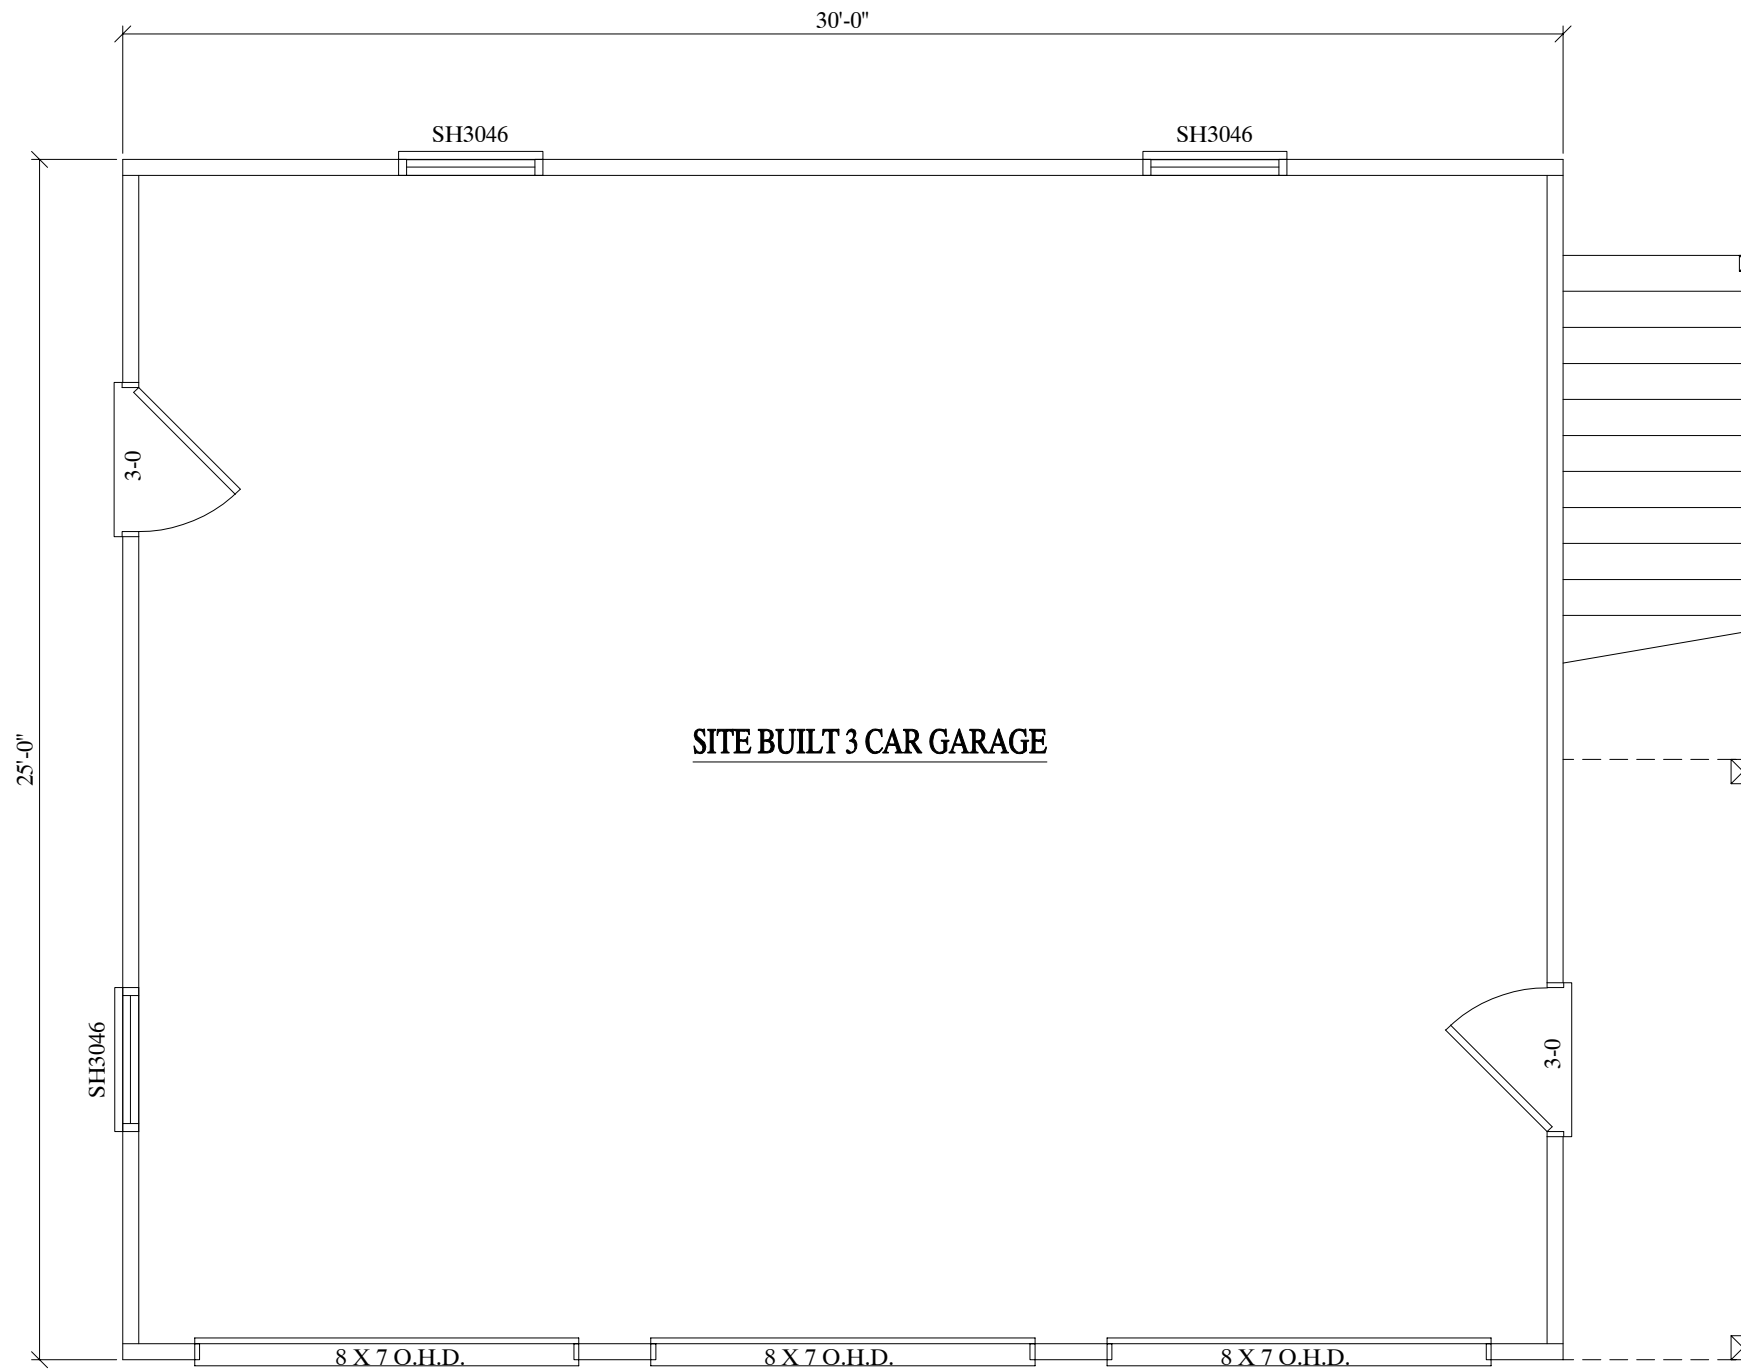 30'-0"
SH3046
SH3046
3-0
SITE BUILT 3 CAR GARAGE
25'-0"
SH3046
3-0
8 X 7 O.H.D.
8 X 7 O.H.D.
8 X 7 O.H.D.